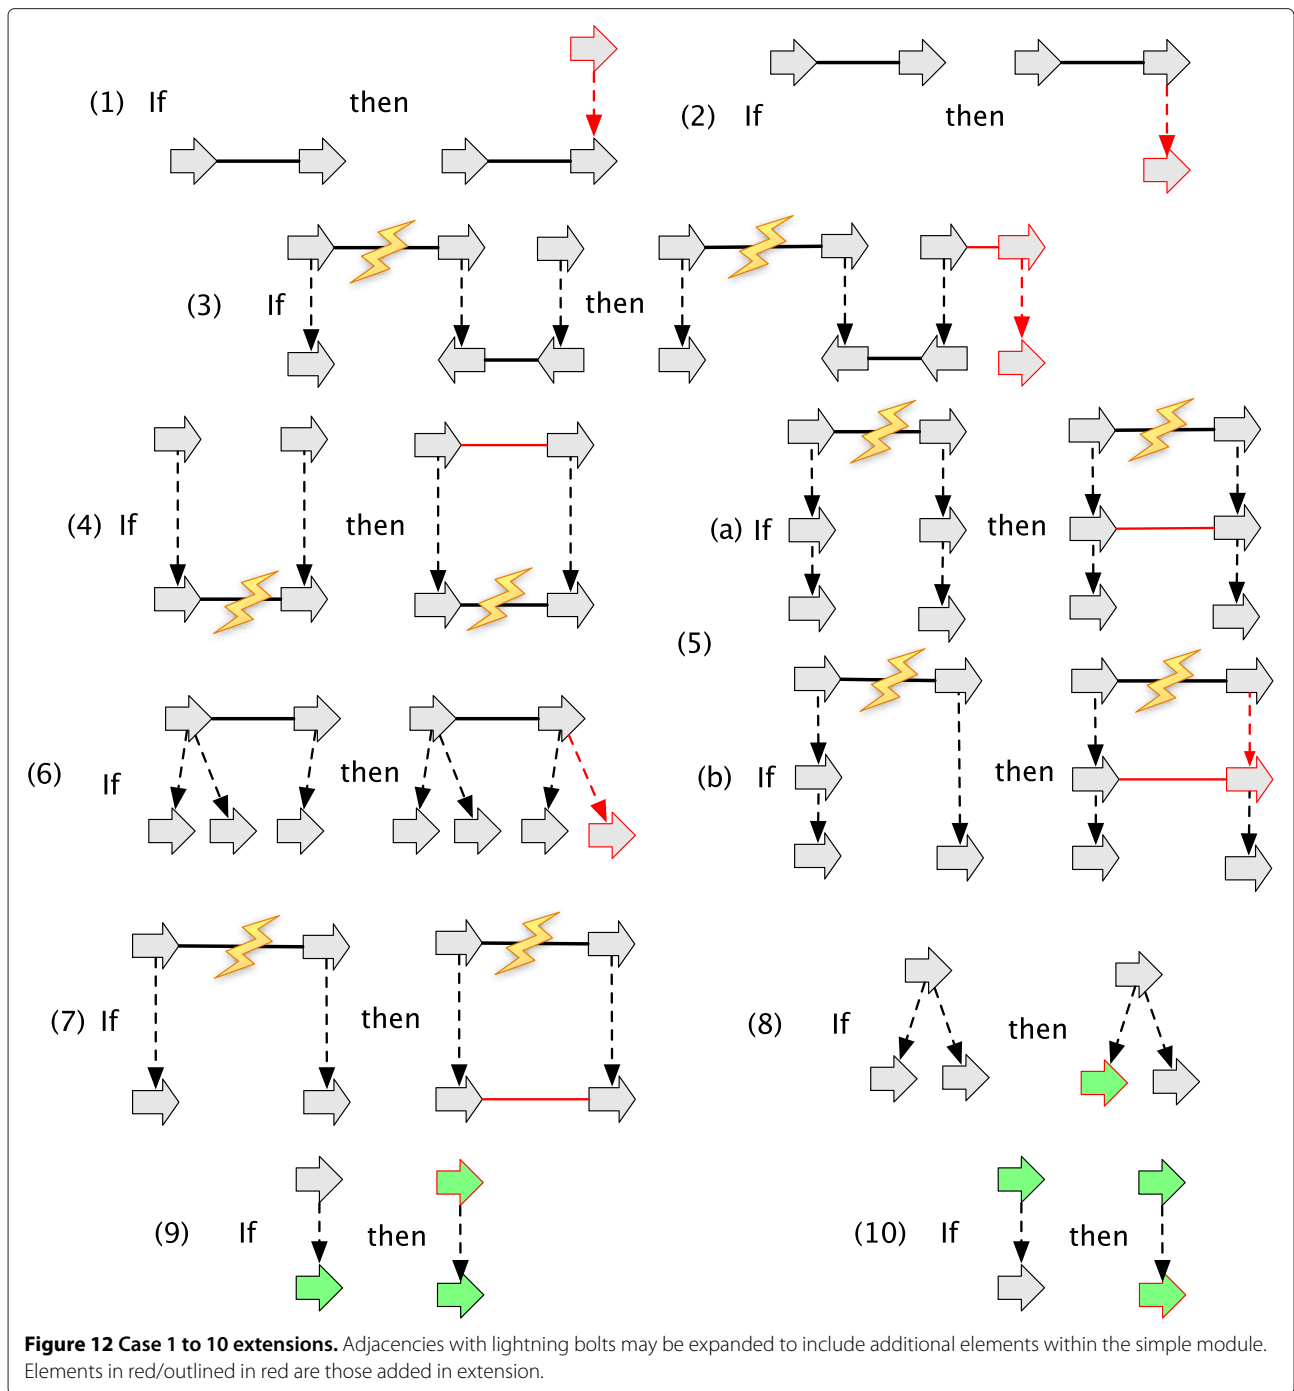 (1) If then
(2) If then
(3) If then
(4) If then
(5)
(a) If then
(b) If then
(6) If then
(7) If then
(8) If then
(9) If then
(10) If then
Figure 12 Case 1 to 10 extensions. Adjacencies with lightning bolts may be expanded to include additional elements within the simple module.
Elements in red/outlined in red are those added in extension.